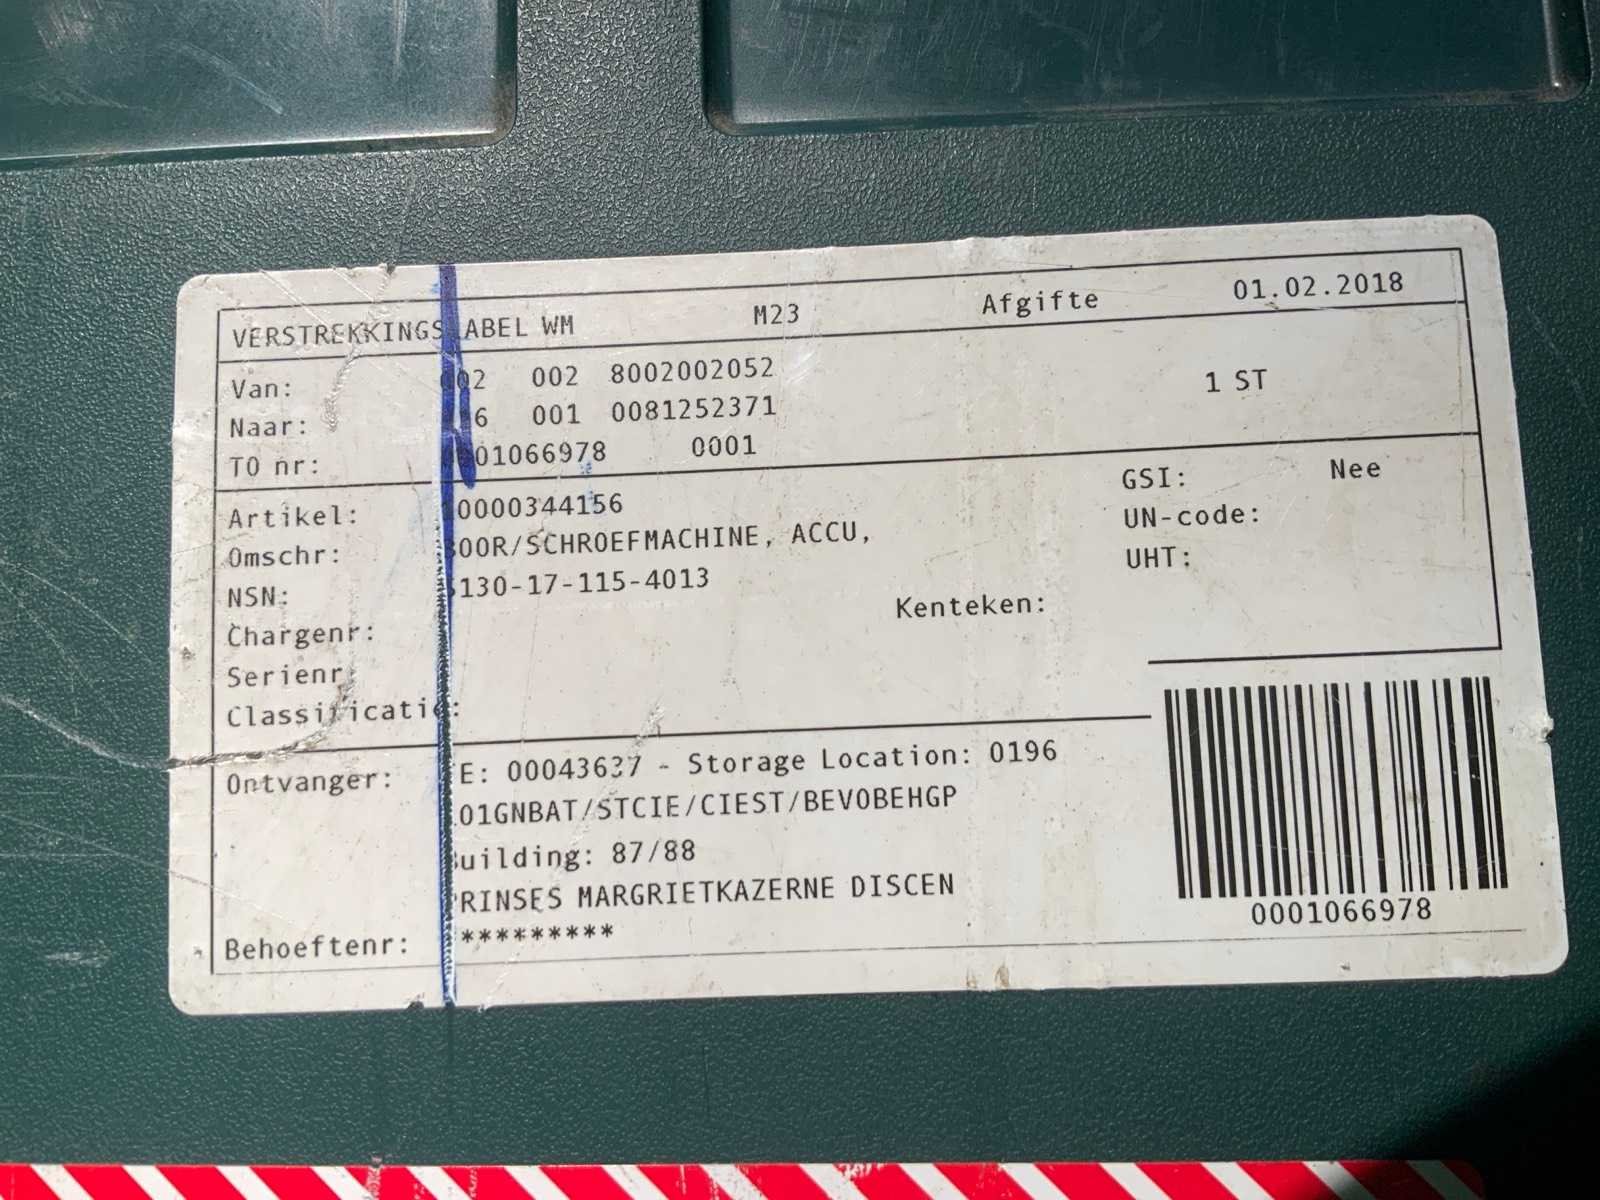 VERSTREKKINGSLABEL WM M23 Afgifte 01.02.2018
Van: 002 002 8002002052 1 ST
Naar: 001 0081252371
TO nr: 0001066978 0001
Artikel: 0000344156 GSI: Nee
Omschr: BOOR/SCHROEFMACHINE, ACCU, UN-code:
NSN: 5130-17-115-4013 UHT:
Chargenr: Kenteken:
Serienr:
Classificatie:
Ontvanger: E: 00043637 - Storage Location: 0196
01GNBAT/STCIE/CIEST/BEVOBEHGP
Building: 87/88
PRINSES MARGRIETKAZERNE DISCEN
Behoeftenr: *********
0001066978